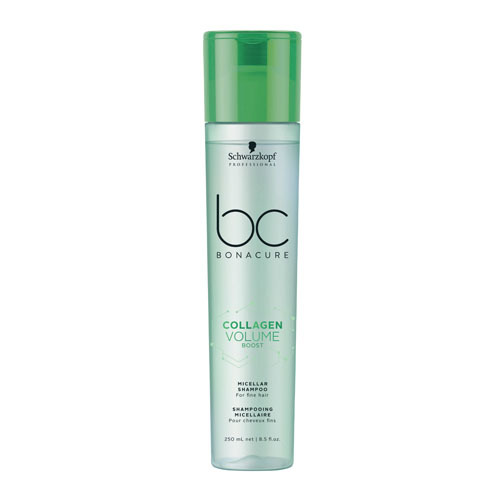 Schwarzkopf
PROFESSIONAL
bc
BONACURE
COLLAGEN
VOLUME
BOOST
MICELLAR
SHAMPOO
For fine hair
SHAMPOOING
MICELLAIRE
Pour cheveux fins
250 mL net | 8.5 fl.oz.